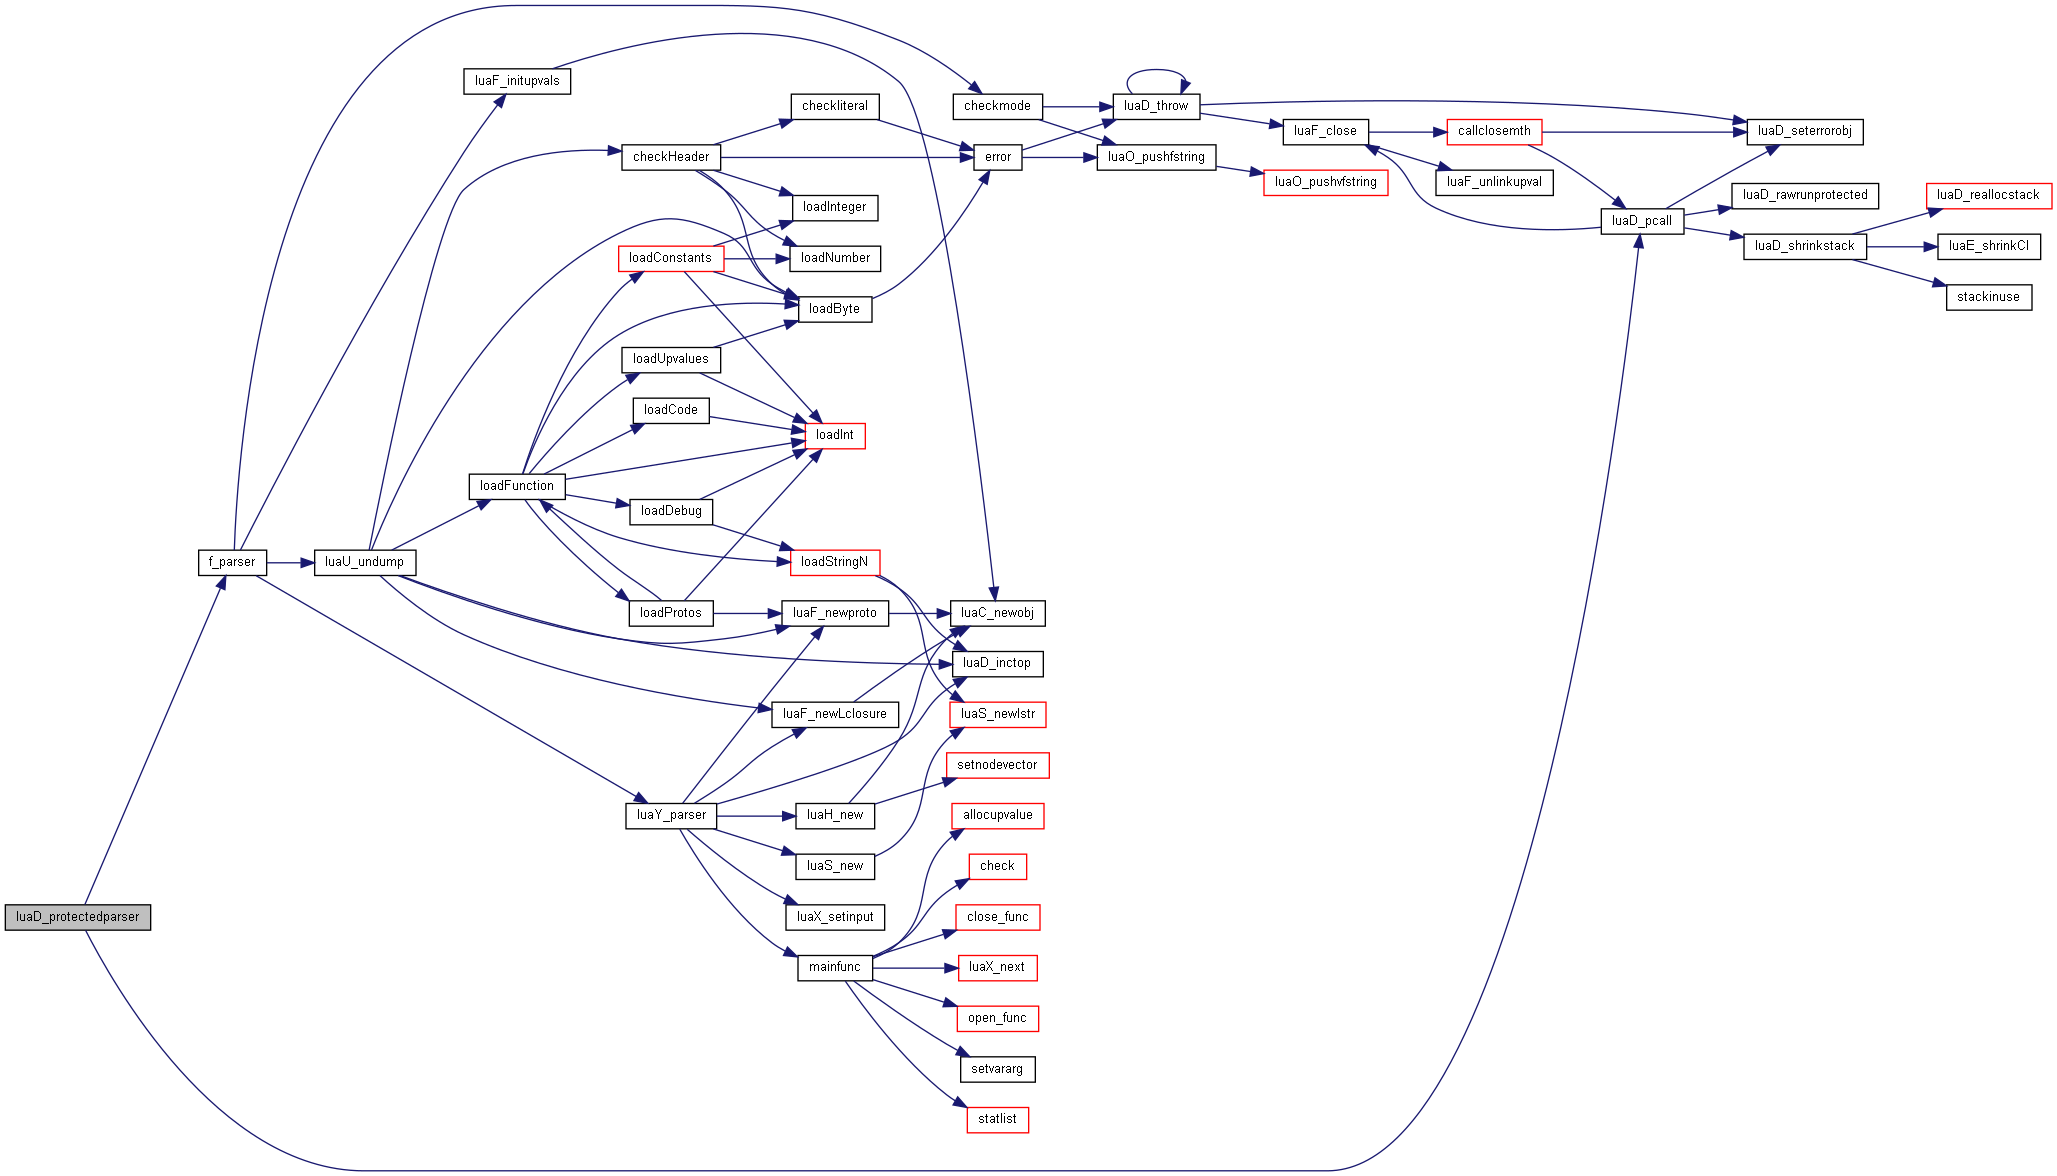 luaF_initupvals
checkliteral
checkmode
luaD_throw
luaF_close
callclosemth
luaD_seterrorobj
checkHeader
error
luaO_pushfstring
luaO_pushvfstring
luaF_unlinkupval
luaD_rawrunprotected
luaD_reallocstack
loadInteger
luaD_pcall
luaD_shrinkstack
luaE_shrinkCI
loadConstants
loadNumber
stackinuse
loadByte
loadUpvalues
loadCode
loadInt
loadFunction
loadDebug
f_parser
luaU_undump
loadStringN
loadProtos
luaF_newproto
luaC_newobj
luaD_inctop
luaF_newLclosure
luaS_newlstr
setnodevector
luaY_parser
luaH_new
allocupvalue
luaS_new
check
luaD_protectedparser
luaX_setinput
close_func
mainfunc
luaX_next
open_func
setvararg
statlist